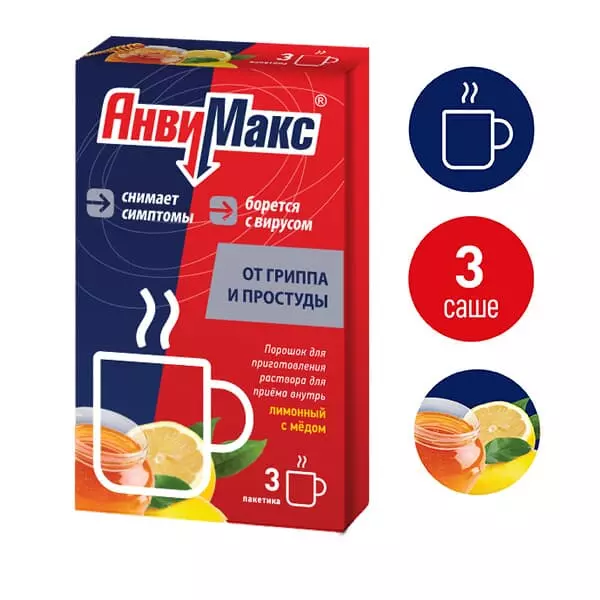 3
пакетика
АнвиМакс®
снимает
симптомы
борется
с вирусом
ОТ ГРИППА
И ПРОСТУДЫ
Порошок для
приготовления
раствора для
приёма внутрь
лимонный
с мёдом
3
пакетика
3
саше